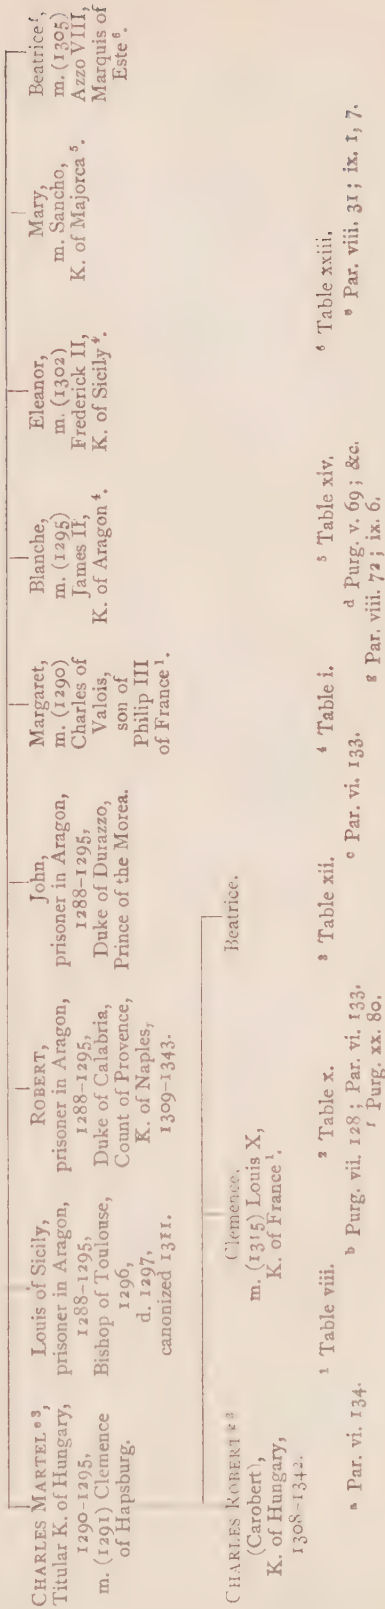 CHARLES MARTEL e 3,
Titular K. of Hungary,
1290-1295,
m. (1291) Clemence
of Hapsburg.
Louis of Sicily,
prisoner in Aragon,
1288-1295,
Bishop of Toulouse,
1296,
d. 1297,
canonized 1311.
ROBERT,
prisoner in Aragon,
1288-1295,
Duke of Calabria,
Count of Provence,
K. of Naples,
1309-1343.
John,
prisoner in Aragon,
1288-1295,
Duke of Durazzo,
Prince of the Morea.
Margaret,
m. (1290)
Charles of
Valois,
son of
Philip III
of France 1.
Blanche,
m. (1295)
James II,
K. of Aragon 4.
Eleanor,
m. (1302)
Frederick II,
K. of Sicily 4.
Mary,
m. Sancho,
K. of Majorca 5.
Beatrice f,
m. (1305)
Azzo VIII,
Marquis of
Este 6.
CHARLES ROBERT 3
(Carobert),
K. of Hungary,
1308-1342.
Clemence,
m. (1315) Louis X,
K. of France 1.
Beatrice.
1 Table viii. 2 Table x. 3 Table xii. 4 Table i. 5 Table xiv. 6 Table xxiii.
a Par. vi. 134. b Purg. vii. 128; Par. vi. 133. c Par. vi. 133. d Purg. v. 69; &c. e Par. viii. 31; ix. 1, 7.
f Purg. xx. 80. g Par. viii. 72; ix. 6.